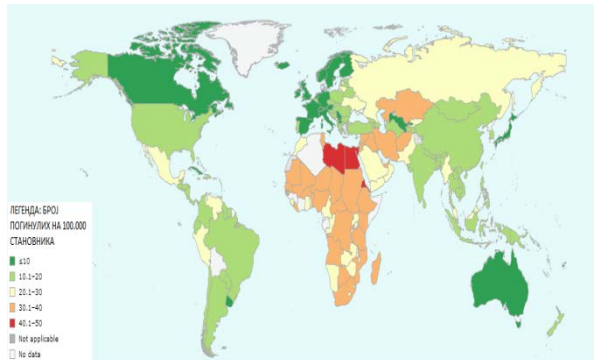 ЛЕГЕНДА: БРОЈ
ПОГИНУЛИХ НА 100.000
СТАНОВНИКА
≤10
10.1–20
20.1–30
30.1–40
40.1–50
Not applicable
No data